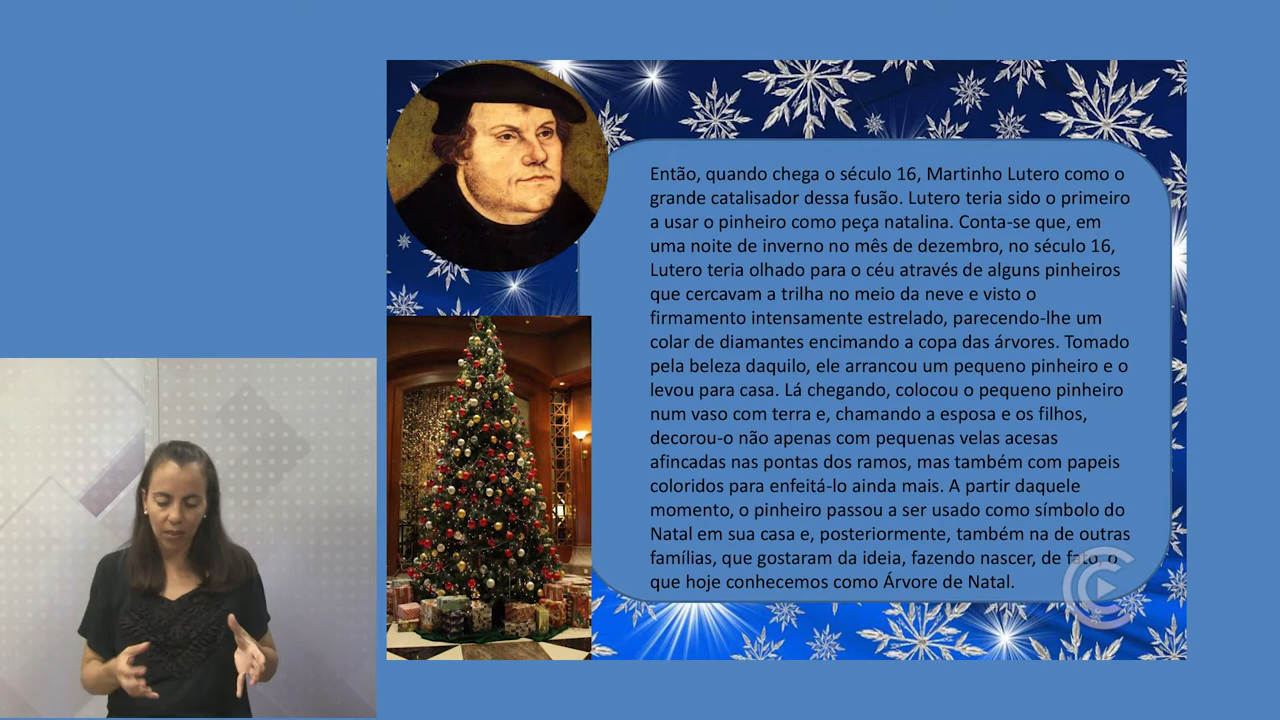 Então, quando chega o século 16, Martinho Lutero como o
grande catalisador dessa fusão. Lutero teria sido o primeiro
a usar o pinheiro como peça natalina. Conta-se que, em
uma noite de inverno no mês de dezembro, no século 16,
Lutero teria olhado para o céu através de alguns pinheiros
que cercavam a trilha no meio da neve e visto o
firmamento intensamente estrelado, parecendo-lhe um
colar de diamantes encimando a copa das árvores. Tomado
pela beleza daquilo, ele arrancou um pequeno pinheiro e o
levou para casa. Lá chegando, colocou o pequeno pinheiro
num vaso com terra e, chamando a esposa e os filhos,
decorou-o não apenas com pequenas velas acesas
afincadas nas pontas dos ramos, mas também com papeis
coloridos para enfeitá-lo ainda mais. A partir daquele
momento, o pinheiro passou a ser usado como símbolo do
Natal em sua casa e, posteriormente, também na de outras
famílias, que gostaram da ideia, fazendo nascer, de fato, o
que hoje conhecemos como Árvore de Natal.